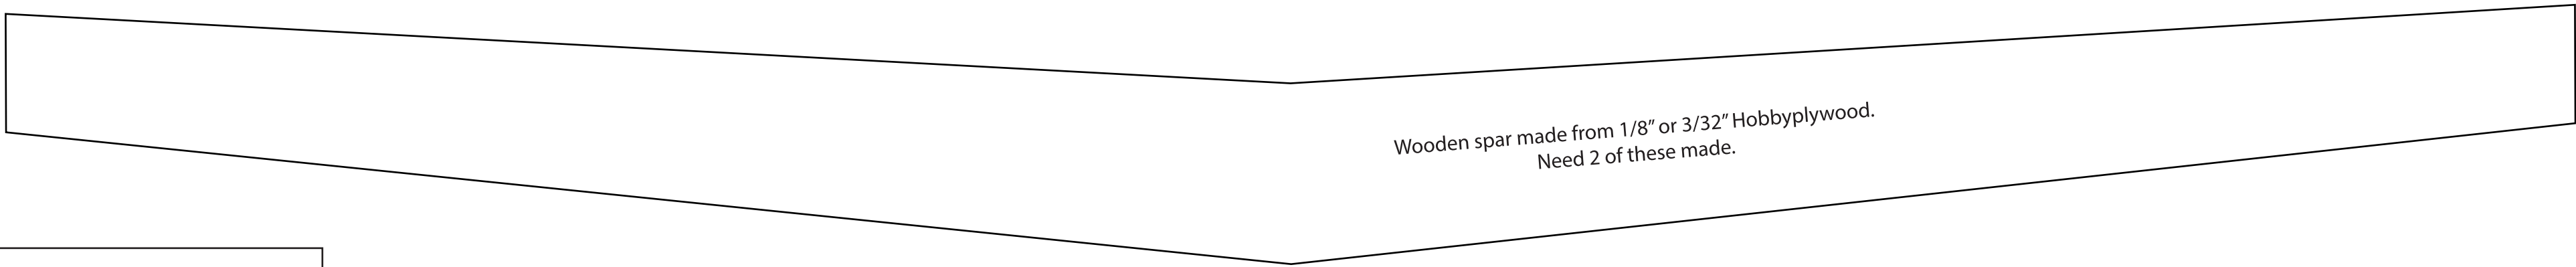 Wooden spar made from 1/8” or 3/32” Hobbyplywood.
Need 2 of these made.